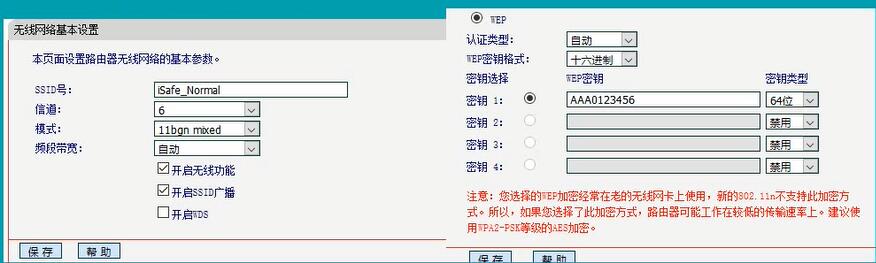 无线网络基本设置
本页面设置路由器无线网络的基本参数。
SSID号: iSafe_Normal
信道: 6
模式: 11bgn mixed
频段带宽: 自动
开启无线功能
开启SSID广播
开启WDS
保存 帮助
WEP
认证类型: 自动
WEP密钥格式: 十六进制
密钥选择 WEP密钥 密钥类型
密钥 1: AAA0123456 64位
密钥 2: 禁用
密钥 3: 禁用
密钥 4: 禁用
注意:您选择的WEP加密经常在老的无线网卡上使用,新的802.11n不支持此加密方
式。所以,如果您选择了此加密方式,路由器可能工作在较低的传输速率上。建议使
用WPA2-PSK等级的AES加密。
保存 帮助